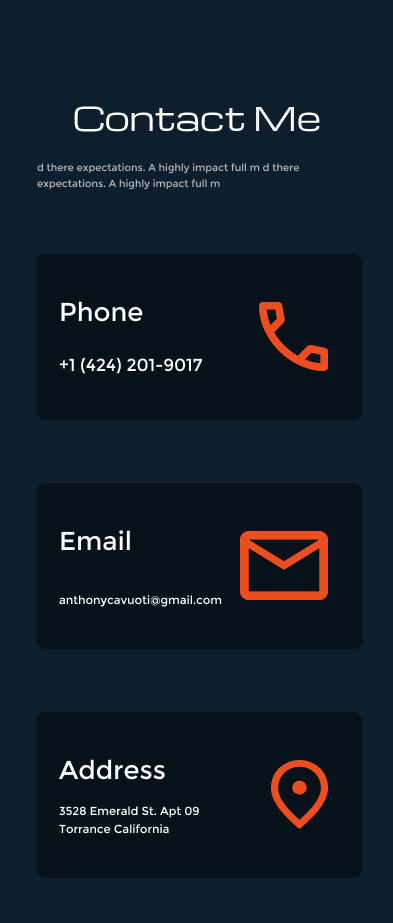 Contact Me
d there expectations. A highly impact full m d there
expectations. A highly impact full m
Phone
+1 (424) 201-9017
Email
anthonycavuoti@gmail.com
Address
3528 Emerald St. Apt 09
Torrance California